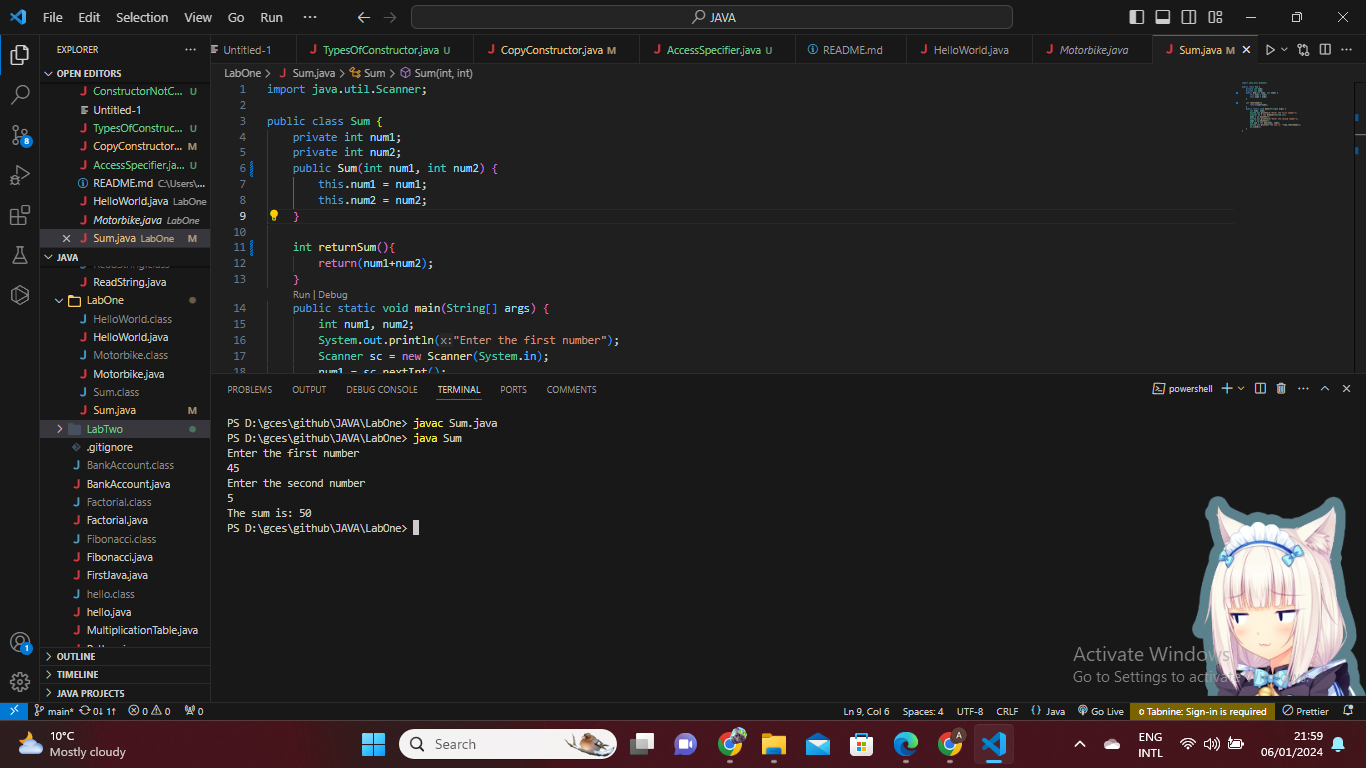 File Edit Selection View Go Run ··· JAVA
EXPLORER ···
OPEN EDITORS
ConstructorNotC... U
Untitled-1
TypesOfConstruc... U
CopyConstructor... M
AccessSpecifier.ja... U
README.md C:\Users\...
HelloWorld.java LabOne
Motorbike.java LabOne
Sum.java LabOne M
JAVA
ReadString.class
ReadString.java
LabOne
HelloWorld.class
HelloWorld.java
Motorbike.class
Motorbike.java
Sum.class
Sum.java M
LabTwo
.gitignore
BankAccount.class
BankAccount.java
Factorial.class
Factorial.java
Fibonacci.class
Fibonacci.java
FirstJava.java
hello.class
hello.java
MultiplicationTable.java
OUTLINE
TIMELINE
JAVA PROJECTS
8
1
Untitled-1 TypesOfConstructor.java U CopyConstructor.java M AccessSpecifier.java U README.md HelloWorld.java Motorbike.java Sum.java M
LabOne > Sum.java > Sum > Sum(int, int)
1 import java.util.Scanner;
2
3 public class Sum {
4 private int num1;
5 private int num2;
6 public Sum(int num1, int num2) {
7 this.num1 = num1;
8 this.num2 = num2;
9 }
10
11 int returnSum(){
12 return(num1+num2);
13 }
Run | Debug
14 public static void main(String[] args) {
15 int num1, num2;
16 System.out.println(x:"Enter the first number");
17 Scanner sc = new Scanner(System.in);
18 num1 = sc.nextInt();
PROBLEMS OUTPUT DEBUG CONSOLE TERMINAL PORTS COMMENTS powershell
PS D:\gces\github\JAVA\LabOne> javac Sum.java
PS D:\gces\github\JAVA\LabOne> java Sum
Enter the first number
45
Enter the second number
5
The sum is: 50
PS D:\gces\github\JAVA\LabOne>
Activate Windows
Go to Settings to activate
main* 0↓ 1↑ 0 0 0 Ln 9, Col 6 Spaces: 4 UTF-8 CRLF {} Java Go Live Tabnine: Sign-in is required Prettier
10°C
Mostly cloudy
Search
A
ENG
INTL
21:59
06/01/2024